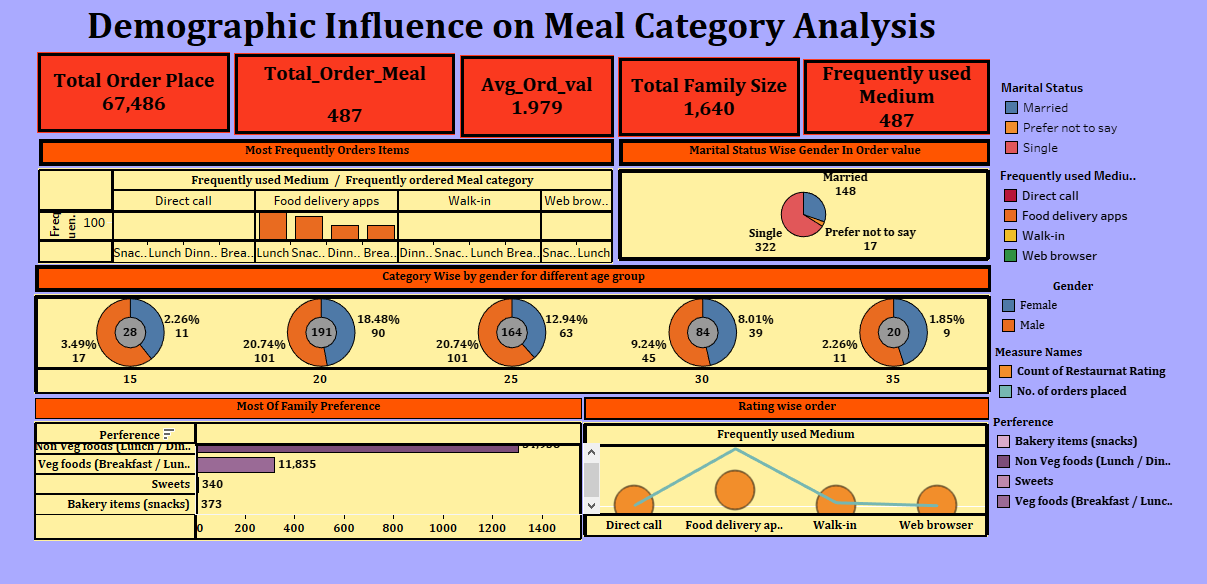 Demographic Influence on Meal Category Analysis
Total Order Place
67,486
Total_Order_Meal
487
Avg_Ord_val
1.979
Total Family Size
1,640
Frequently used
Medium
487
Most Frequently Orders Items
Marital Status Wise Gender In Order value
Frequently used Medium / Frequently ordered Meal category
Direct call Food delivery apps Walk-in Web brow..
Freq
uen..
100
Snac.. Lunch Dinn.. Brea.. Lunch Snac.. Dinn.. Brea.. Dinn.. Snac.. Lunch Brea.. Snac.. Lunch
Married
148
Single
322
Prefer not to say
17
Category Wise by gender for different age group
28
2.26%
11
3.49%
17
191
18.48%
90
20.74%
101
164
12.94%
63
20.74%
101
84
8.01%
39
9.24%
45
20
1.85%
9
2.26%
11
15 20 25 30 35
Most Of Family Preference
Rating wise order
Perference
Non Veg foods (Lunch / Din..
Veg foods (Breakfast / Lun.. 11,835
Sweets 340
Bakery items (snacks) 373
0 200 400 600 800 1000 1200 1400
Frequently used Medium
Direct call Food delivery ap.. Walk-in Web browser
Marital Status
Married
Prefer not to say
Single
Frequently used Mediu..
Direct call
Food delivery apps
Walk-in
Web browser
Gender
Female
Male
Measure Names
Count of Restaurnat Rating
No. of orders placed
Perference
Bakery items (snacks)
Non Veg foods (Lunch / Din..
Sweets
Veg foods (Breakfast / Lunc..